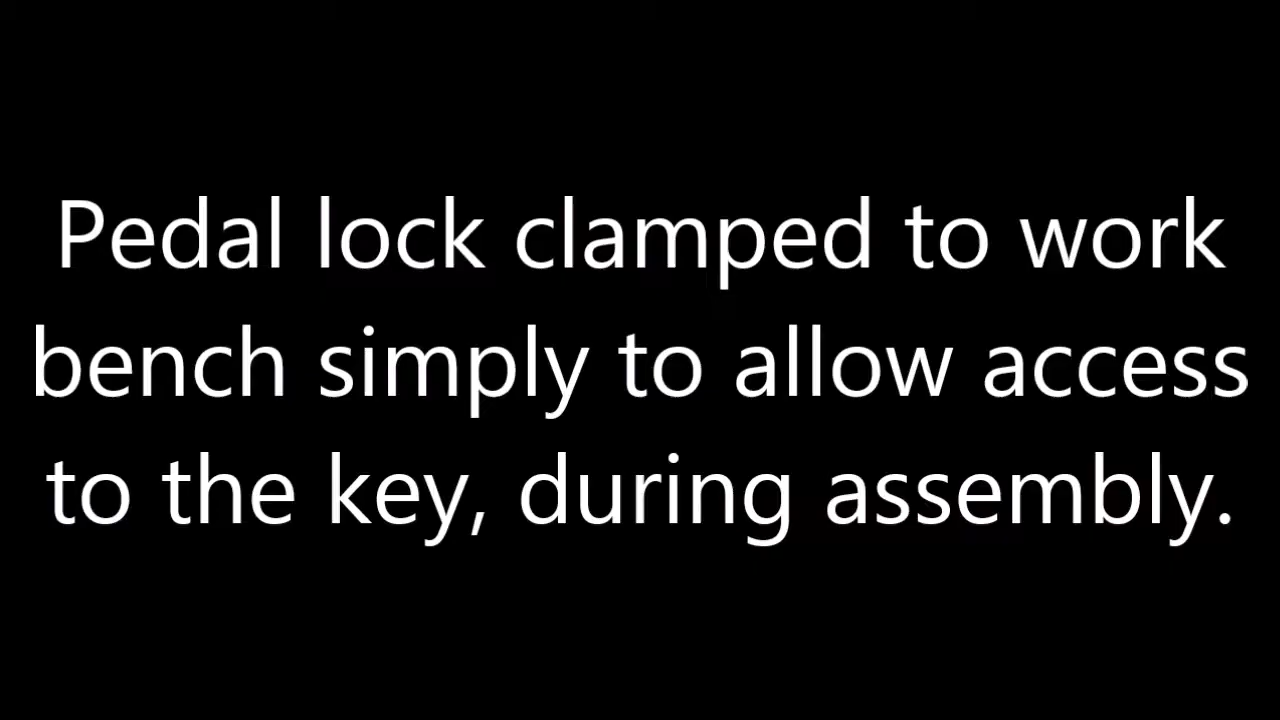 Pedal lock clamped to work
bench simply to allow access
to the key, during assembly.